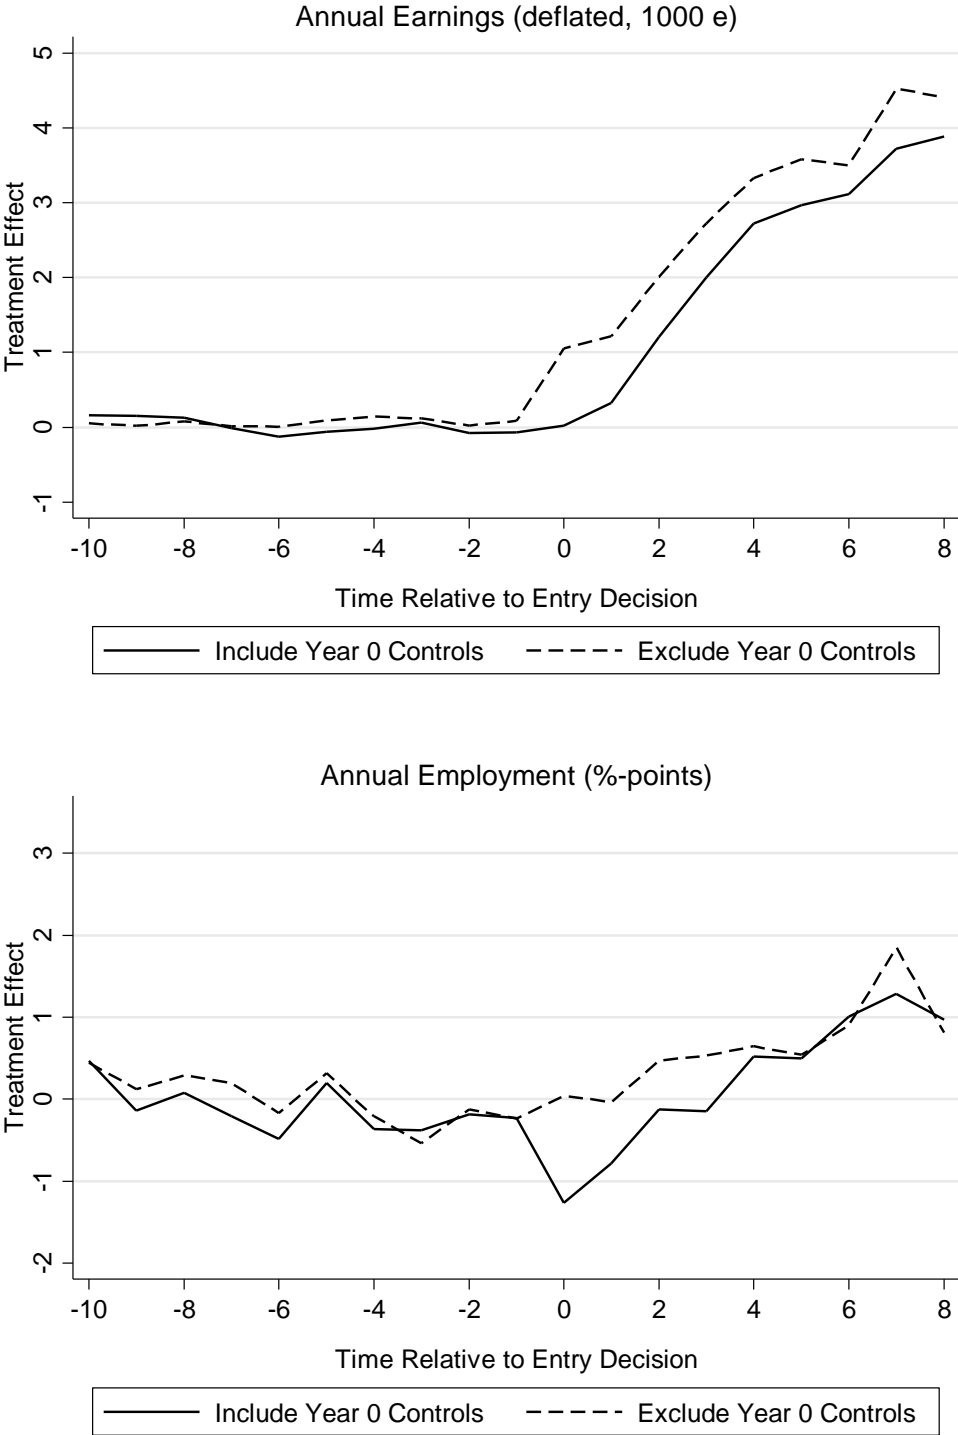 Annual Earnings (deflated, 1000 e)
Treatment Effect
5
4
3
2
1
0
-1
-10 -8 -6 -4 -2 0 2 4 6 8
Time Relative to Entry Decision
Include Year 0 Controls Exclude Year 0 Controls
Annual Employment (%-points)
Treatment Effect
3
2
1
0
-1
-2
-10 -8 -6 -4 -2 0 2 4 6 8
Time Relative to Entry Decision
Include Year 0 Controls Exclude Year 0 Controls